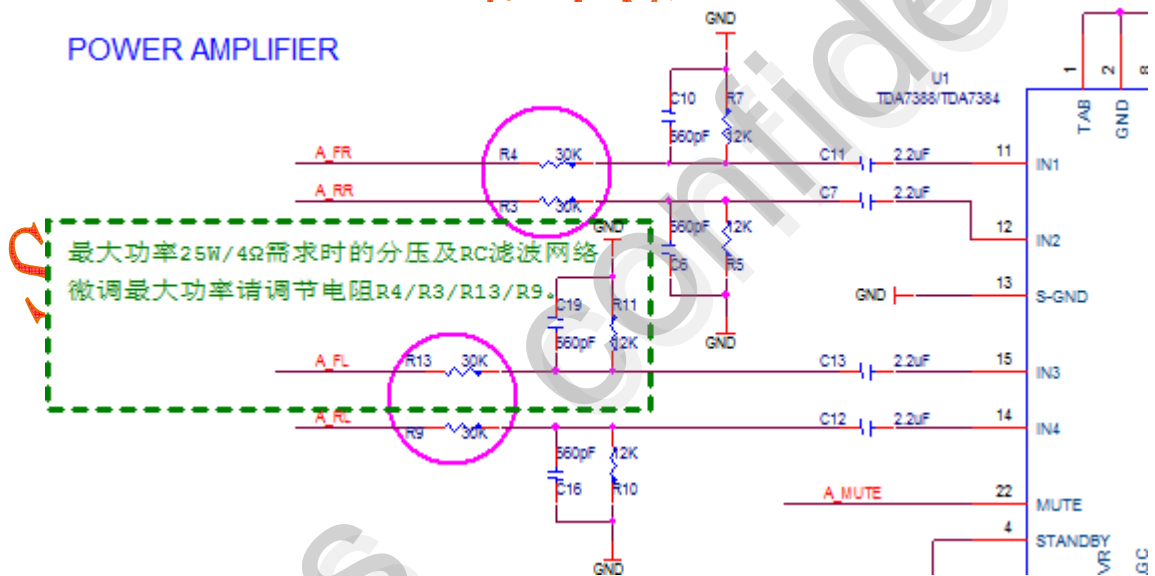 POWER AMPLIFIER
GND
U1
TDA7388/TDA7384
1
2
8
TAB
GND
C10
R7
560pF
12K
A_FR
R4
30K
C11
2.2uF
11
IN1
A_RR
R3
30K
C7
2.2uF
12
IN2
560pF
12K
C6
R5
GND
最大功率25W/4Ω需求时的分压及RC滤波网络
微调最大功率请调节电阻R4/R3/R13/R9。
GND
13
S-GND
C19
R11
560pF
12K
GND
A_FL
R13
30K
C13
2.2uF
15
IN3
A_RL
R9
30K
C12
2.2uF
14
IN4
560pF
12K
C16
R10
A_MUTE
22
MUTE
4
STANDBY
GND
confide